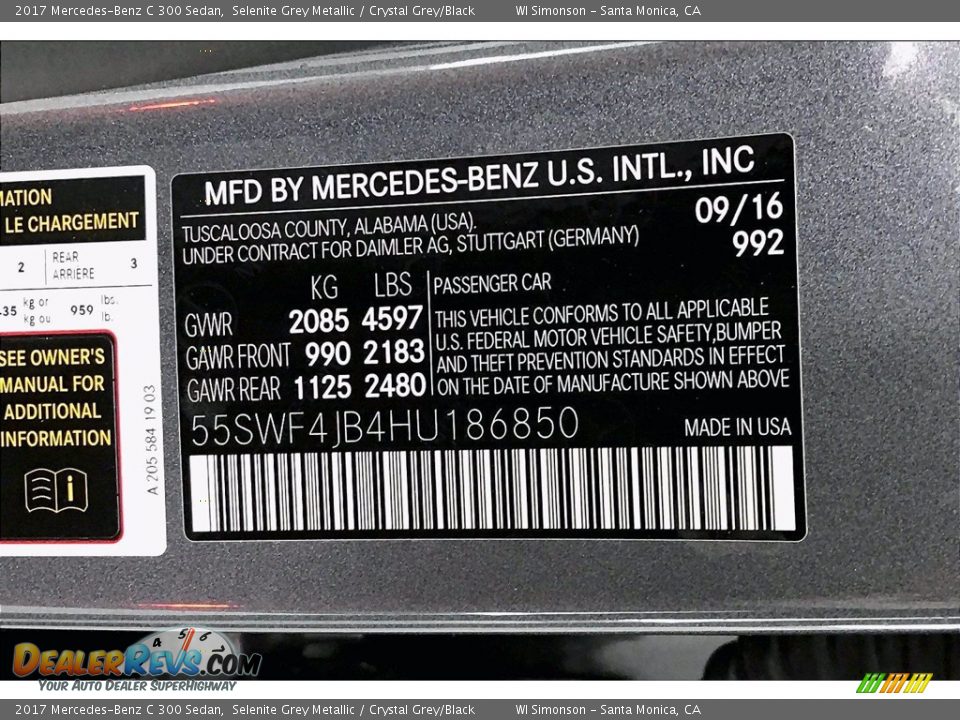 2017 Mercedes-Benz C 300 Sedan, Selenite Grey Metallic / Crystal Grey/Black WI Simonson - Santa Monica, CA
MATION
LE CHARGEMENT
2 REAR ARRIÈRE 3
435 kg or kg ou 959 lbs. lb.
SEE OWNER'S
MANUAL FOR
ADDITIONAL
INFORMATION
i
A 205 584 19 03
MFD BY MERCEDES-BENZ U.S. INTL., INC
TUSCALOOSA COUNTY, ALABAMA (USA).
UNDER CONTRACT FOR DAIMLER AG, STUTTGART (GERMANY)
09/16
992
KG LBS
GVWR 2085 4597
GAWR FRONT 990 2183
GAWR REAR 1125 2480
PASSENGER CAR
THIS VEHICLE CONFORMS TO ALL APPLICABLE
U.S. FEDERAL MOTOR VEHICLE SAFETY,BUMPER
AND THEFT PREVENTION STANDARDS IN EFFECT
ON THE DATE OF MANUFACTURE SHOWN ABOVE
55SWF4JB4HU186850
MADE IN USA
4 5 6
DealerRevs.com
Your Auto Dealer SuperHighway
2017 Mercedes-Benz C 300 Sedan, Selenite Grey Metallic / Crystal Grey/Black WI Simonson - Santa Monica, CA